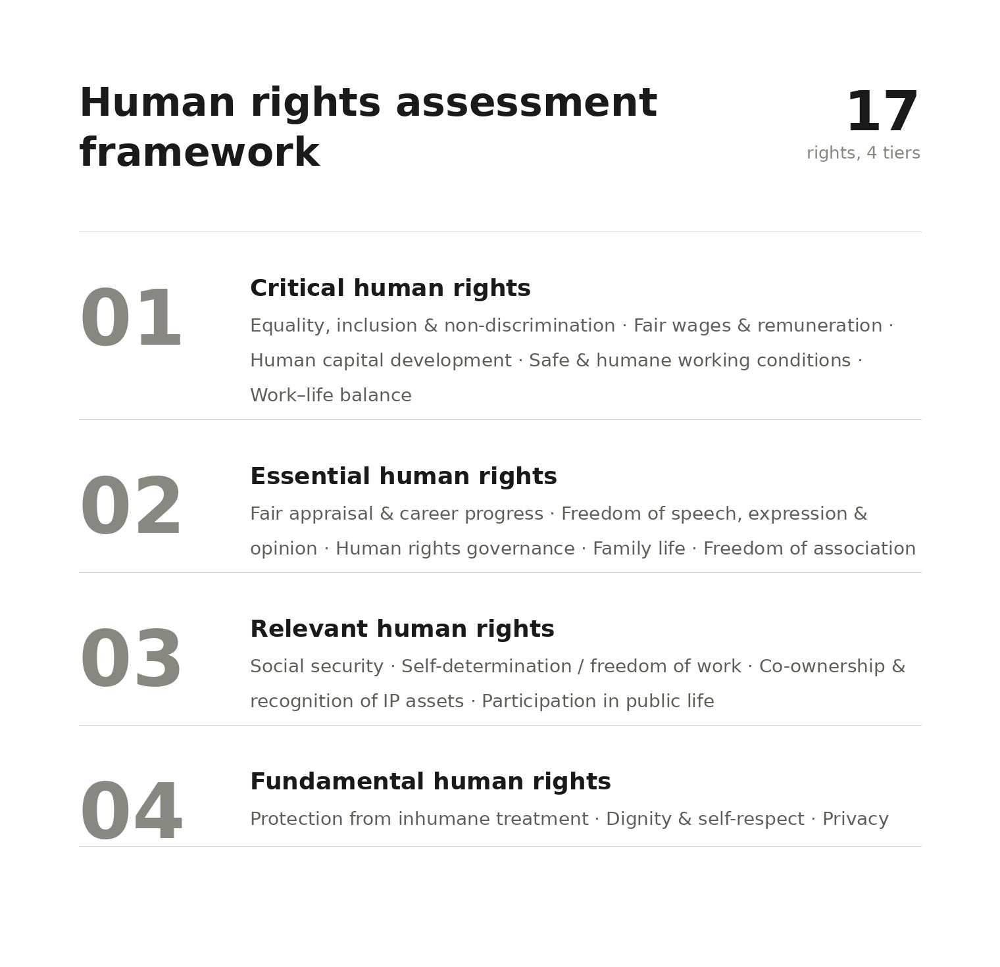 Human rights assessment
framework
17
rights, 4 tiers
01
Critical human rights
Equality, inclusion & non-discrimination · Fair wages & remuneration ·
Human capital development · Safe & humane working conditions ·
Work–life balance
02
Essential human rights
Fair appraisal & career progress · Freedom of speech, expression &
opinion · Human rights governance · Family life · Freedom of association
03
Relevant human rights
Social security · Self-determination / freedom of work · Co-ownership &
recognition of IP assets · Participation in public life
04
Fundamental human rights
Protection from inhumane treatment · Dignity & self-respect · Privacy